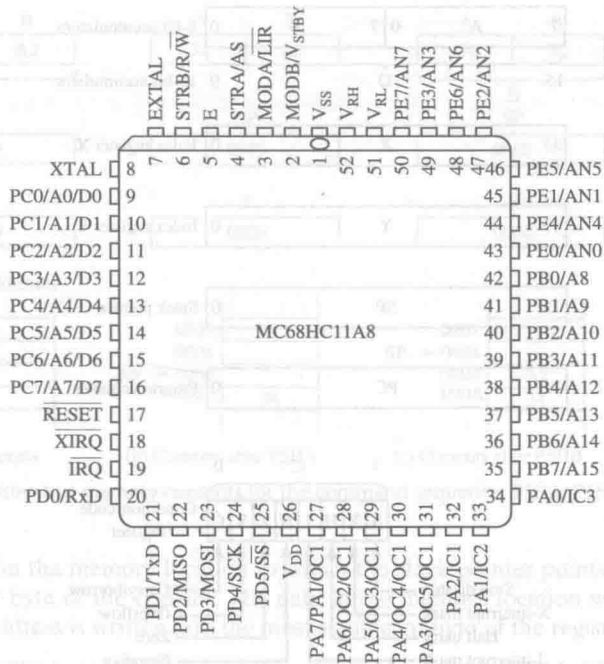 EXTAL
STRB/R_W
E
STRA/AS
MODA/LIR
MODB/VSTBY
VSS
VRH
VRL
PE7/AN7
PE3/AN3
PE6/AN6
PE2/AN2
7 6 5 4 3 2 1 52 51 50 49 48 47
XTAL 8 46 PE5/AN5
PC0/A0/D0 9 45 PE1/AN1
PC1/A1/D1 10 44 PE4/AN4
PC2/A2/D2 11 43 PE0/AN0
PC3/A3/D3 12 42 PB0/A8
PC4/A4/D4 13 41 PB1/A9
PC5/A5/D5 14 MC68HC11A8 40 PB2/A10
PC6/A6/D6 15 39 PB3/A11
PC7/A7/D7 16 38 PB4/A12
RESET 17 37 PB5/A13
XIRQ 18 36 PB6/A14
IRQ 19 35 PB7/A15
PD0/RxD 20 34 PA0/IC3
21 22 23 24 25 26 27 28 29 30 31 32 33
PD1/TxD
PD2/MISO
PD3/MOSI
PD4/SCK
PD5/SS
VDD
PA7/PAI/OC1
PA6/OC2/OC1
PA5/OC3/OC1
PA4/OC4/OC1
PA3/OC5/OC1
PA2/IC1
PA1/IC2